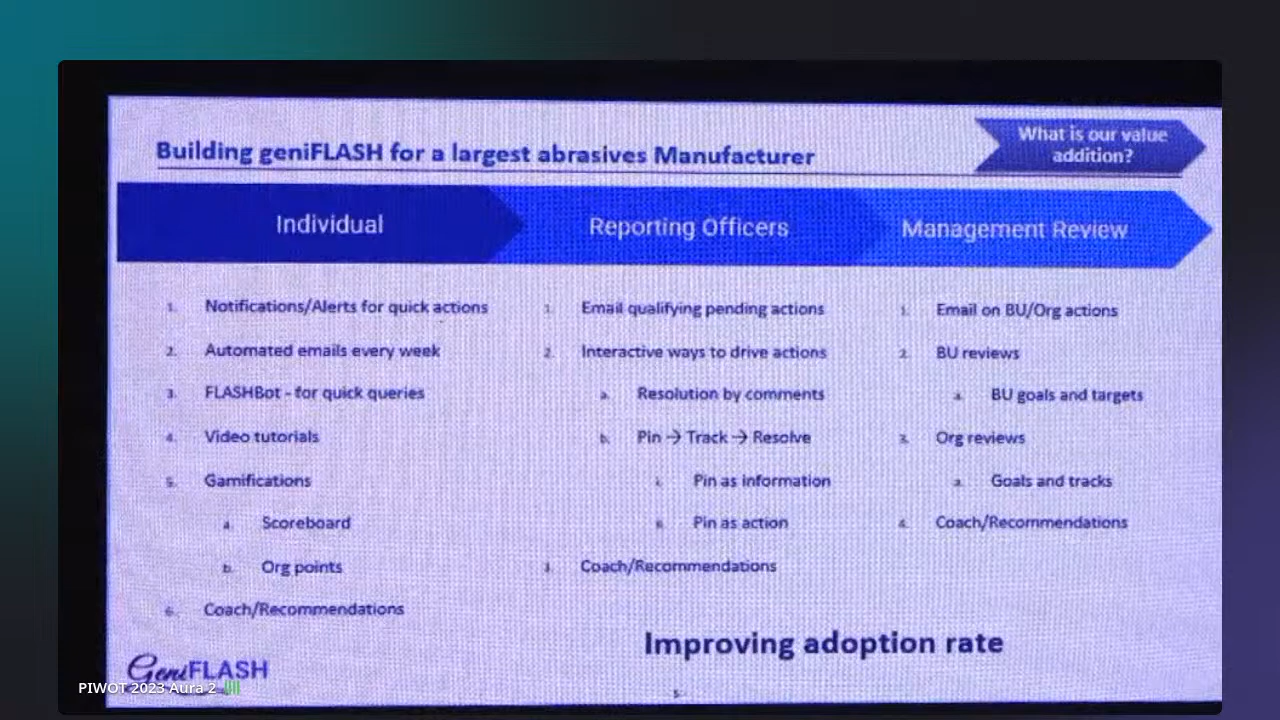 Building geniFLASH for a largest abrasives Manufacturer
What is our value
addition?
Individual
Reporting Officers
Management Review
1. Notifications/Alerts for quick actions
2. Automated emails every week
3. FLASHBot - for quick queries
4. Video tutorials
5. Gamifications
a. Scoreboard
b. Org points
6. Coach/Recommendations
1. Email qualifying pending actions
2. Interactive ways to drive actions
a. Resolution by comments
b. Pin → Track → Resolve
i. Pin as information
ii. Pin as action
3. Coach/Recommendations
1. Email on BU/Org actions
2. BU reviews
a. BU goals and targets
3. Org reviews
a. Goals and tracks
4. Coach/Recommendations
Improving adoption rate
GeniFLASH
PIWOT 2023 Aura 2
5